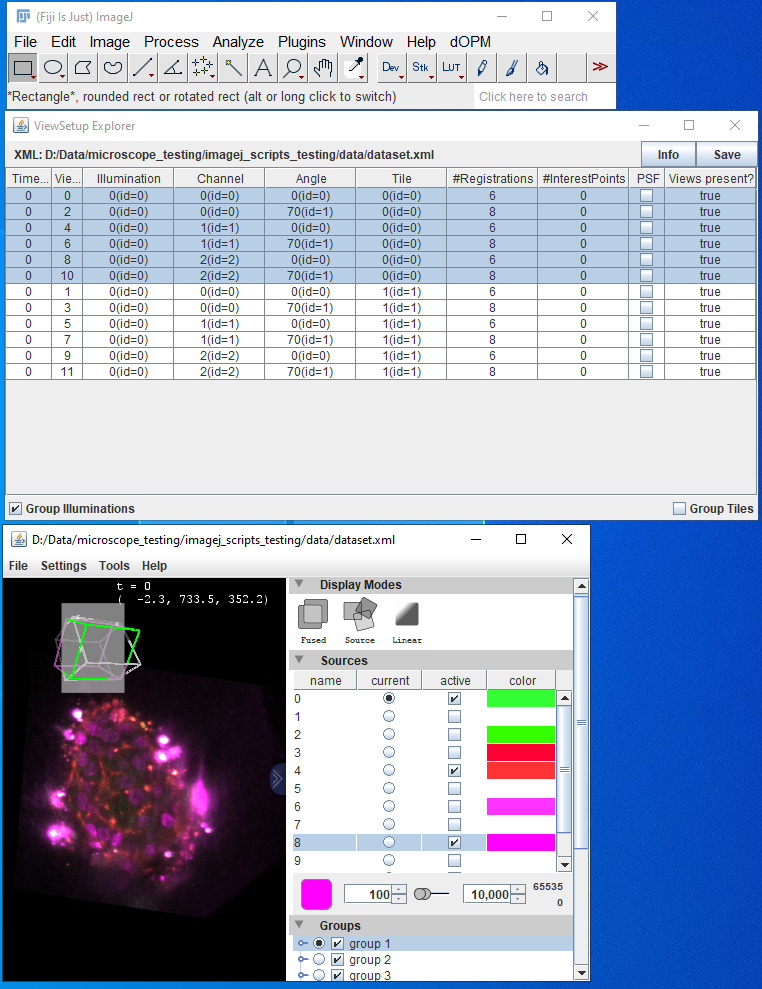 (Fiji Is Just) ImageJ
File Edit Image Process Analyze Plugins Window Help dOPM
Dev Stk LUT
*Rectangle*, rounded rect or rotated rect (alt or long click to switch) Click here to search
ViewSetup Explorer
XML: D:/Data/microscope_testing/imagej_scripts_testing/data/dataset.xml Info Save
Time... Vie... Illumination Channel Angle Tile #Registrations #InterestPoints PSF Views present?
0 0 0(id=0) 0(id=0) 0(id=0) 0(id=0) 6 0 true
0 2 0(id=0) 0(id=0) 70(id=1) 0(id=0) 8 0 true
0 4 0(id=0) 1(id=1) 0(id=0) 0(id=0) 6 0 true
0 6 0(id=0) 1(id=1) 70(id=1) 0(id=0) 8 0 true
0 8 0(id=0) 2(id=2) 0(id=0) 0(id=0) 6 0 true
0 10 0(id=0) 2(id=2) 70(id=1) 0(id=0) 8 0 true
0 1 0(id=0) 0(id=0) 0(id=0) 1(id=1) 6 0 true
0 3 0(id=0) 0(id=0) 70(id=1) 1(id=1) 8 0 true
0 5 0(id=0) 1(id=1) 0(id=0) 1(id=1) 6 0 true
0 7 0(id=0) 1(id=1) 70(id=1) 1(id=1) 8 0 true
0 9 0(id=0) 2(id=2) 0(id=0) 1(id=1) 6 0 true
0 11 0(id=0) 2(id=2) 70(id=1) 1(id=1) 8 0 true
Group Illuminations Group Tiles
D:/Data/microscope_testing/imagej_scripts_testing/data/dataset.xml
File Settings Tools Help
t = 0
( -2.3, 733.5, 352.2)
Display Modes
Fused Source Linear
Sources
name current active color
0
1
2
3
4
5
6
7
8
9
100 10,000 65535
0
Groups
group 1
group 2
group 3